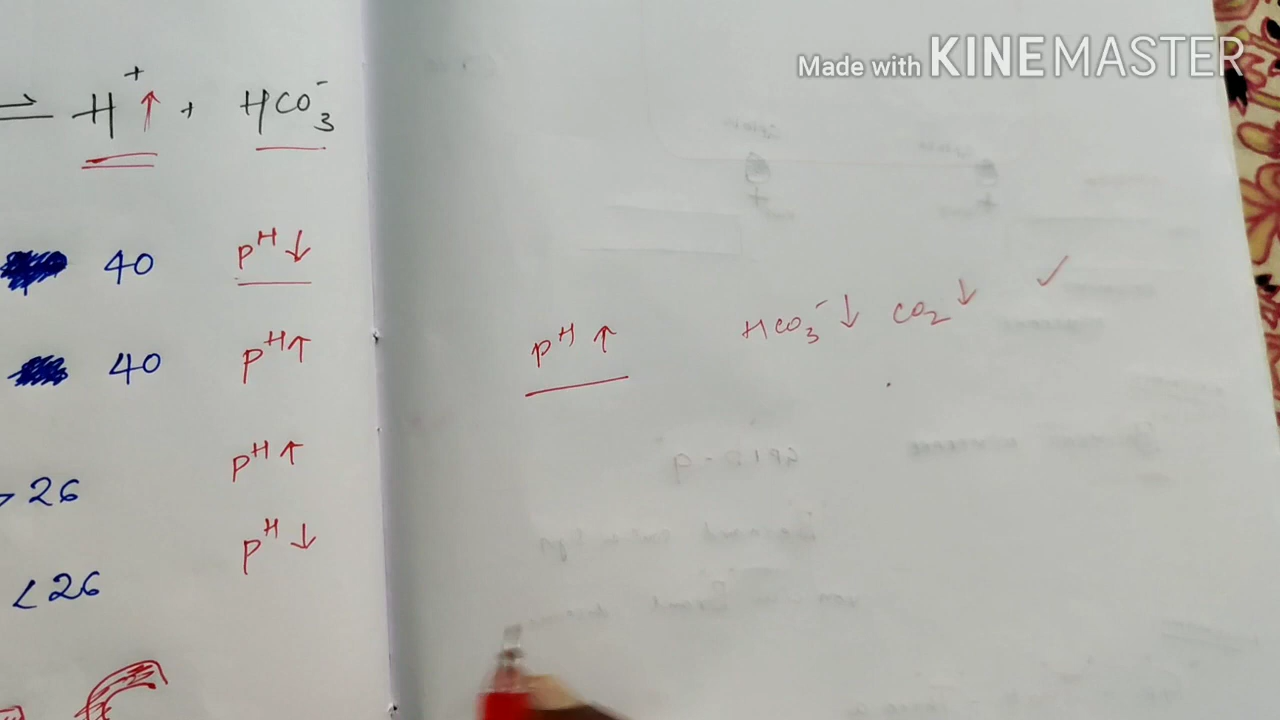 Made with KINEMASTER
⇌ H⁺ ↑ + HCO₃⁻
40 pH ↓
40 pH ↑
> 26 pH ↑
< 26 pH ↓
pH ↑ HCO₃⁻ ↓ CO₂ ↓ ✓